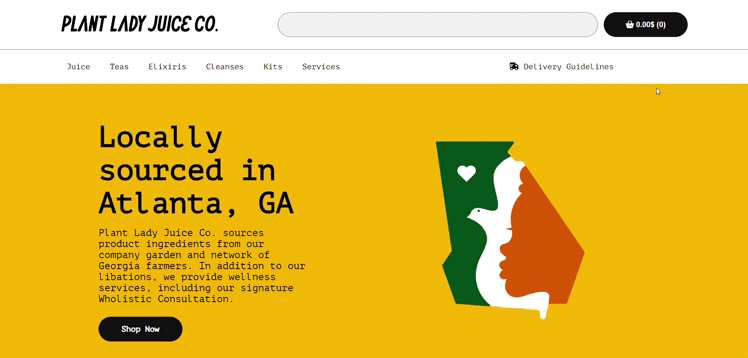 PLANT LADY JUICE CO.
0.00$ (0)
Juice Teas Elixiris Cleanses Kits Services Delivery Guidelines
Locally
sourced in
Atlanta, GA
Plant Lady Juice Co. sources
product ingredients from our
company garden and network of
Georgia farmers. In addition to our
libations, we provide wellness
services, including our signature
Wholistic Consultation.
Shop Now